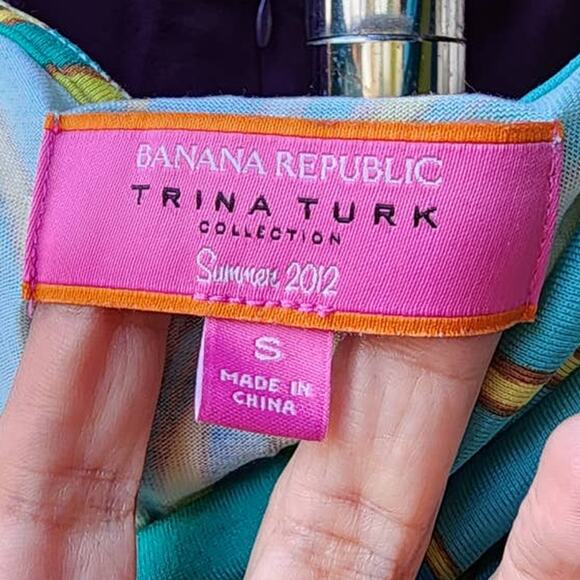 BANANA REPUBLIC
TRINA TURK
COLLECTION
Summer 2012
S
MADE IN
CHINA